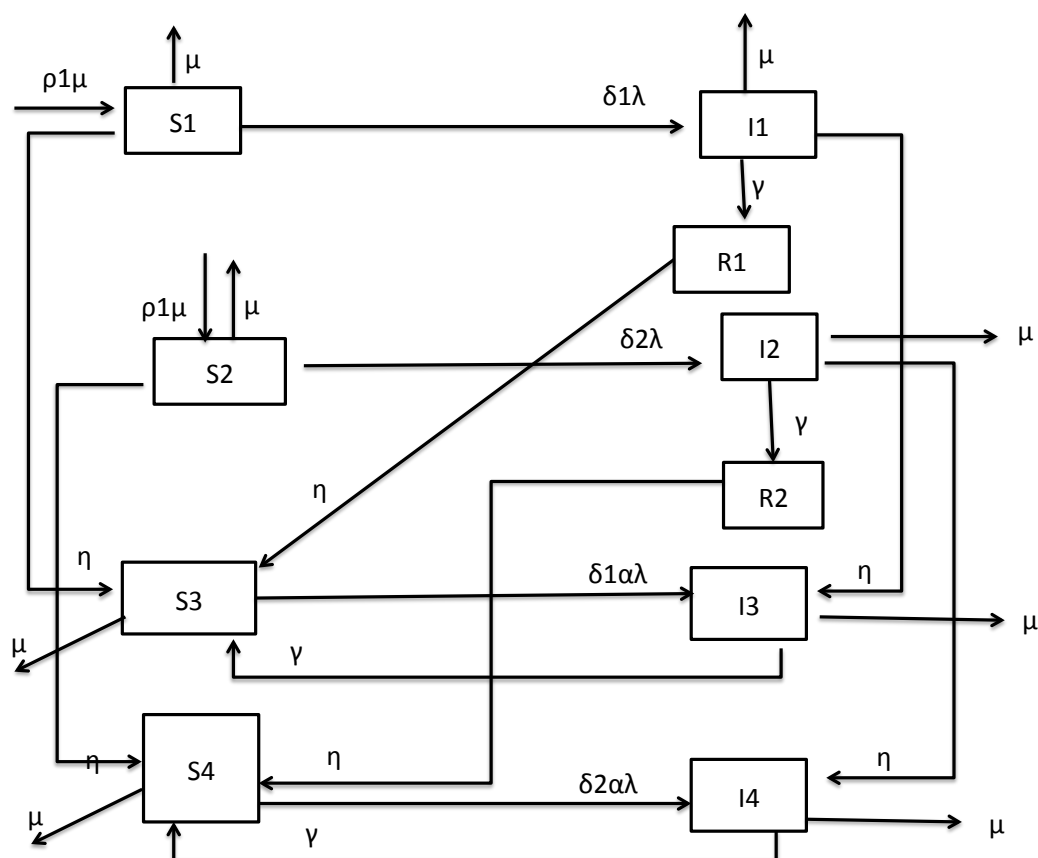 μ
μ
ρ1μ
S1
δ1λ
I1
γ
R1
ρ1μ
μ
S2
δ2λ
I2
μ
γ
η
R2
η
S3
δ1αλ
I3
η
μ
μ
γ
η
S4
η
δ2αλ
I4
η
μ
γ
μ